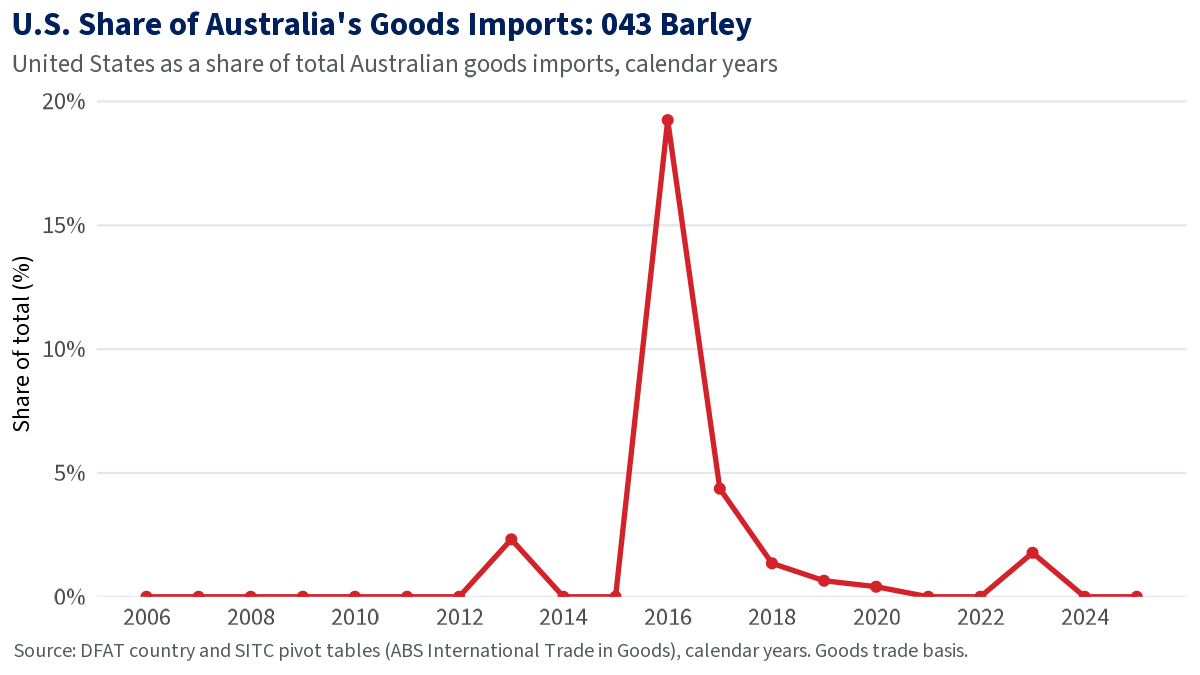 U.S. Share of Australia's Goods Imports: 043 Barley
United States as a share of total Australian goods imports, calendar years
Share of total (%)
20%
15%
10%
5%
0%
2006 2008 2010 2012 2014 2016 2018 2020 2022 2024
Source: DFAT country and SITC pivot tables (ABS International Trade in Goods), calendar years. Goods trade basis.